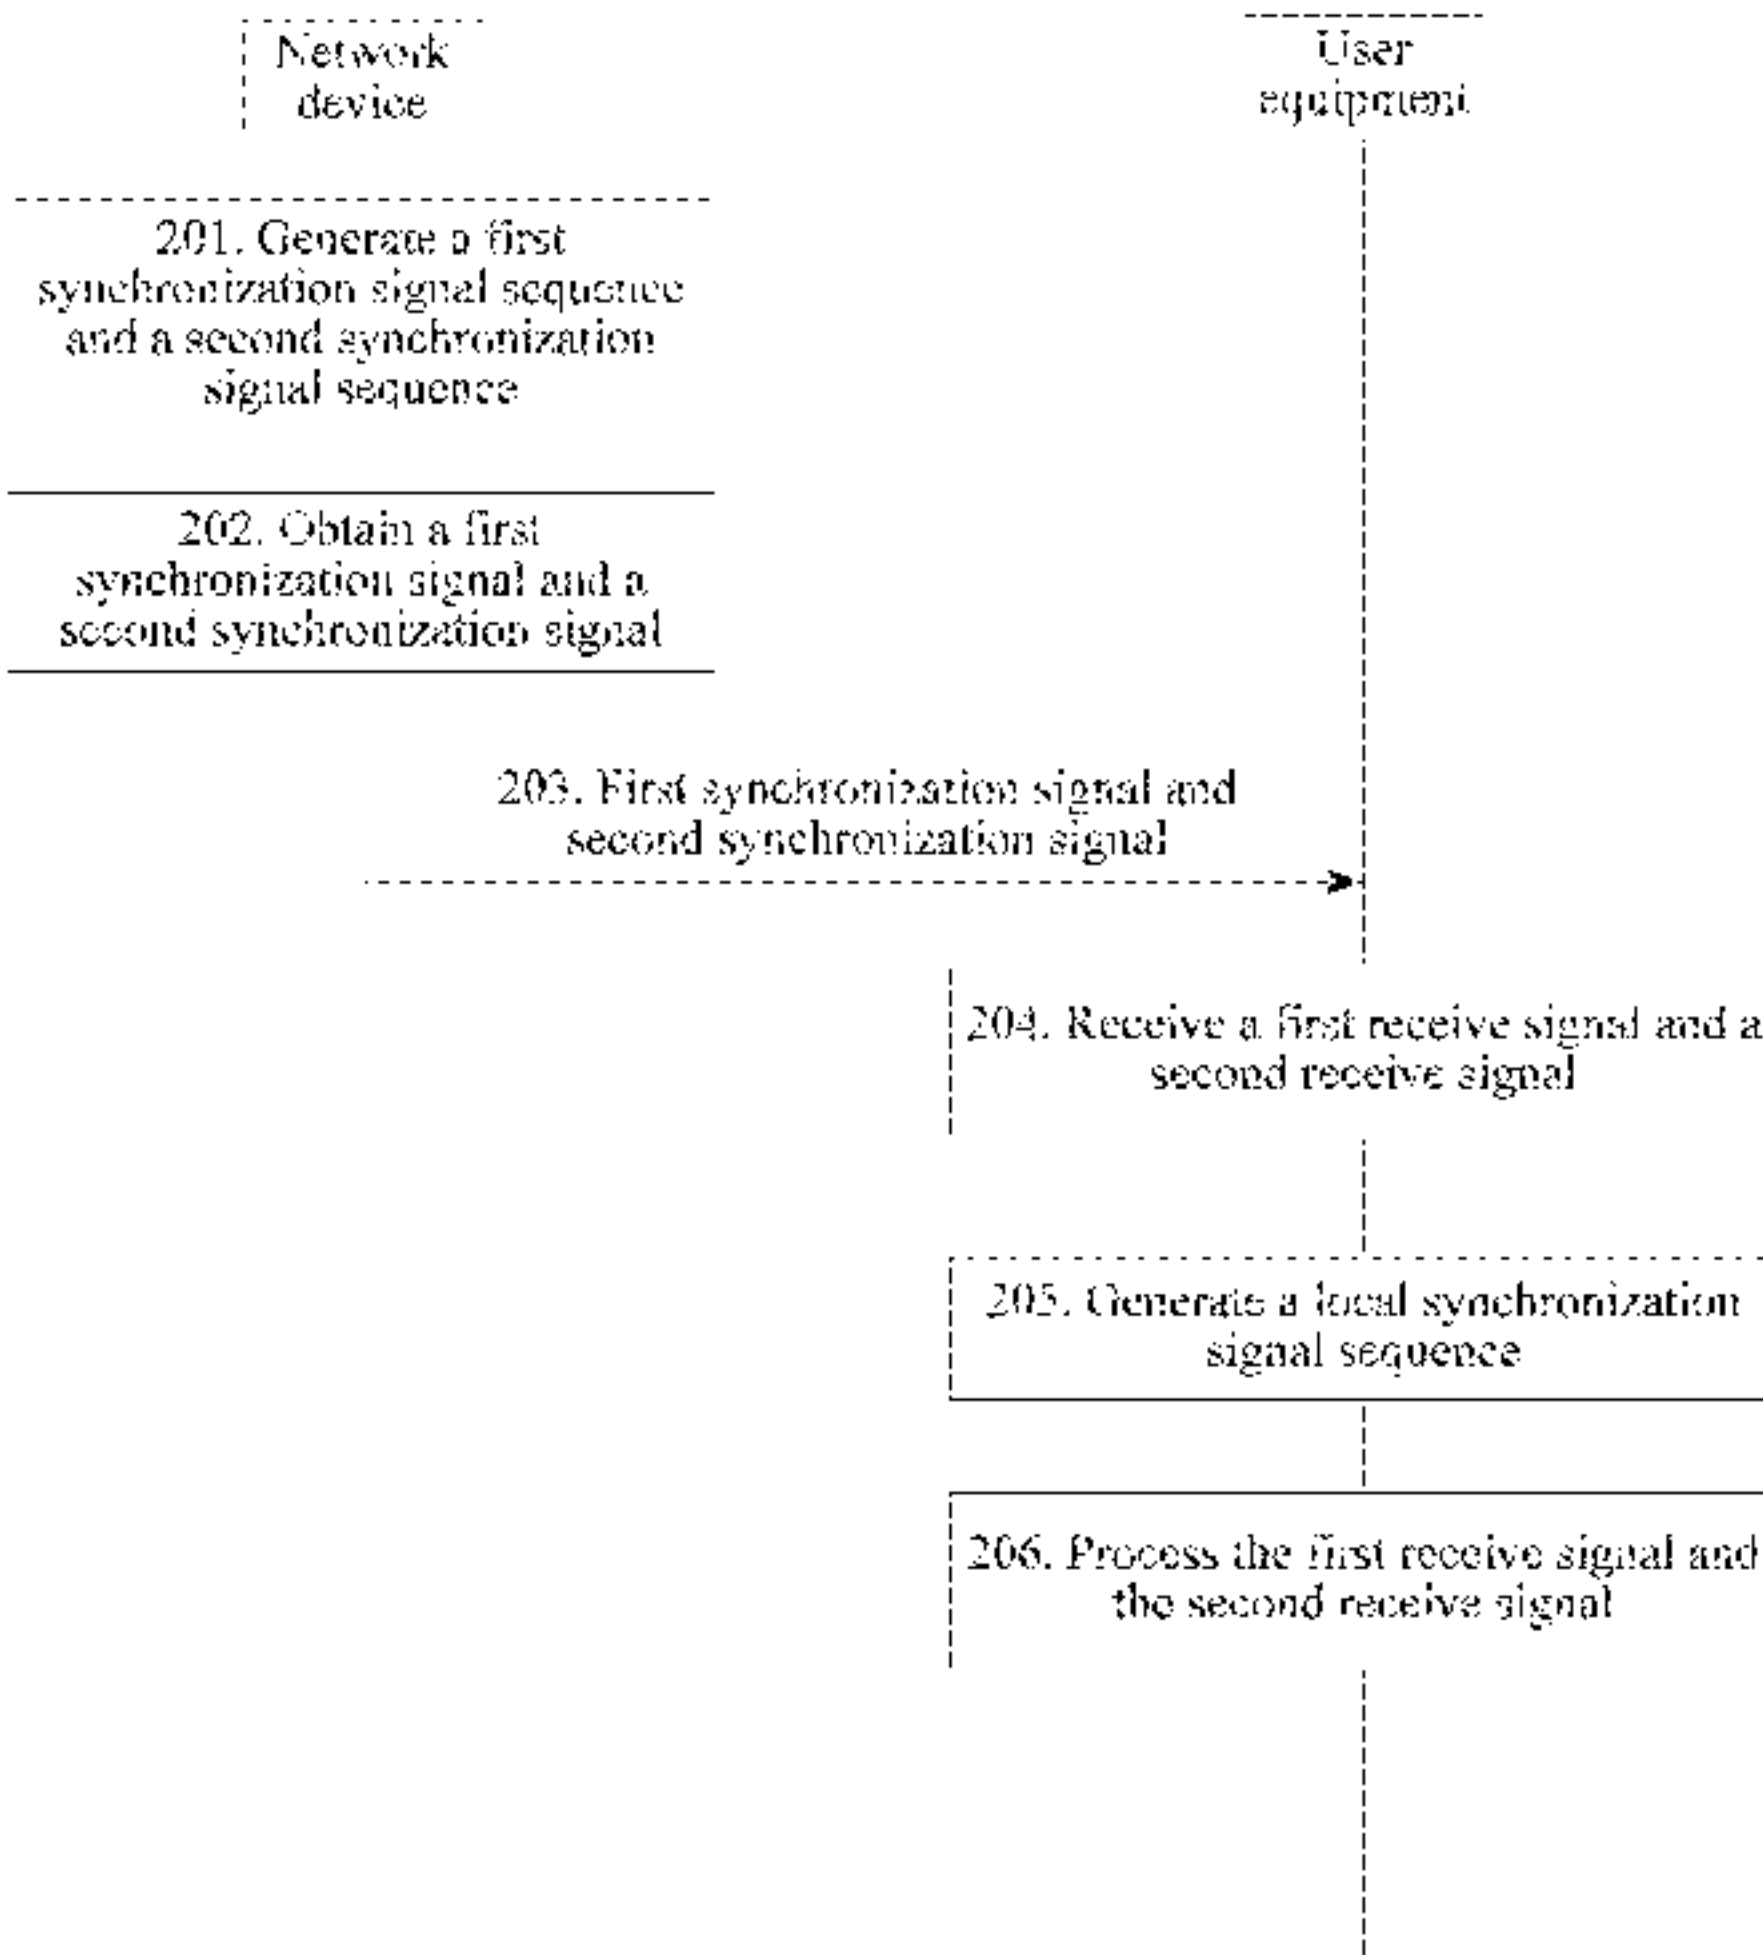 Network
device
User
equipment
201. Generate a first
synchronization signal sequence
and a second synchronization
signal sequence
202. Obtain a first
synchronization signal and a
second synchronization signal
203. First synchronization signal and
second synchronization signal
204. Receive a first receive signal and a
second receive signal
205. Generate a local synchronization
signal sequence
206. Process the first receive signal and
the second receive signal